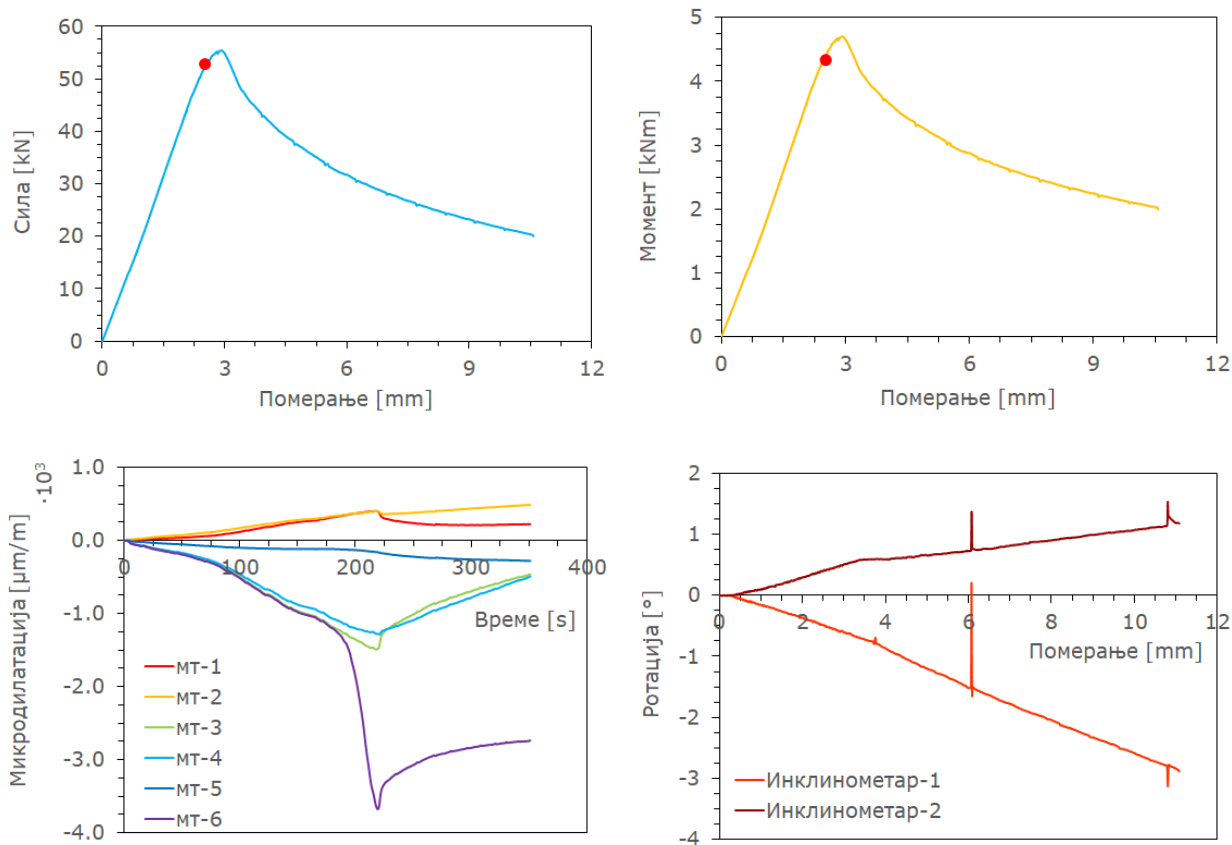 60
50
40
30
20
10
0
Сила [kN]
0 3 6 9 12
Померање [mm]
5
4
3
2
1
0
Момент [kNm]
0 3 6 9 12
Померање [mm]
·10³
1.0
0.0
-1.0
-2.0
-3.0
-4.0
Микродилатација [μm/m]
0 100 200 300 400
Време [s]
мт-1
мт-2
мт-3
мт-4
мт-5
мт-6
2
1
0
-1
-2
-3
-4
Ротација [°]
0 2 4 6 8 10 12
Померање [mm]
Инклинометар-1
Инклинометар-2